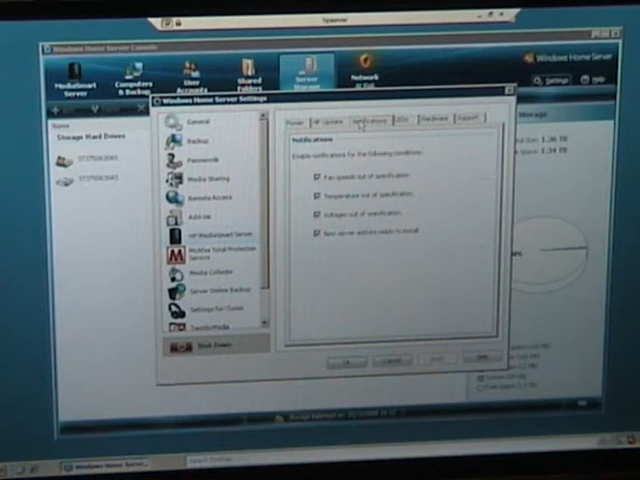 Windows Home Server Console
Windows Home Server
MediaSmart Server
Computers & Backup
User Accounts
Shared Folders
Server Storage
Network
Settings
Help
Windows Home Server Settings
Name
Storage Hard Drives
General
Backup
Passwords
Media Sharing
Remote Access
Add-ins
HP MediaSmart Server
McAfee Total Protection Service
Media Collector
Server Online Backup
Settings for iTunes
Shut Down
Power
HP Update
Notifications
LEDs
Hardware
Support
Notifications
Enable notifications for the following conditions:
Fan speeds out of specification.
Temperature out of specification.
Voltages out of specification.
New server add-ins ready to install.
OK
Cancel
Help
Storage
Windows Home Server...